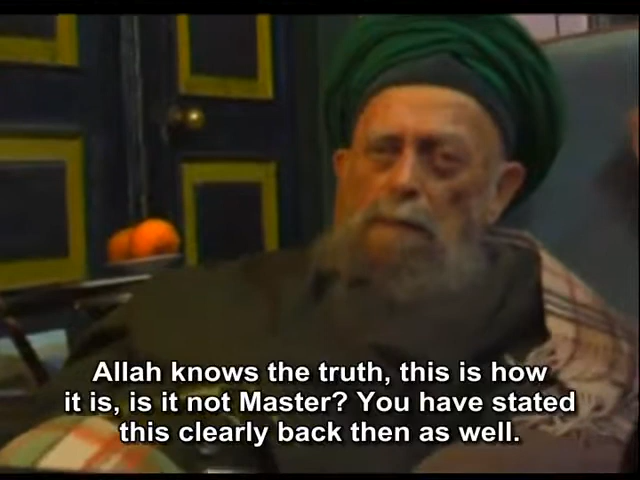 Allah knows the truth, this is how
it is, is it not Master? You have stated
this clearly back then as well.